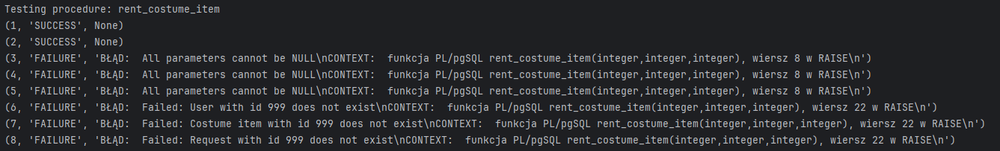 Testing procedure: rent_costume_item
(1, 'SUCCESS', None)
(2, 'SUCCESS', None)
(3, 'FAILURE', 'BŁĄD:  All parameters cannot be NULL\nCONTEXT:  funkcja PL/pgSQL rent_costume_item(integer,integer,integer), wiersz 8 w RAISE\n')
(4, 'FAILURE', 'BŁĄD:  All parameters cannot be NULL\nCONTEXT:  funkcja PL/pgSQL rent_costume_item(integer,integer,integer), wiersz 8 w RAISE\n')
(5, 'FAILURE', 'BŁĄD:  All parameters cannot be NULL\nCONTEXT:  funkcja PL/pgSQL rent_costume_item(integer,integer,integer), wiersz 8 w RAISE\n')
(6, 'FAILURE', 'BŁĄD:  Failed: User with id 999 does not exist\nCONTEXT:  funkcja PL/pgSQL rent_costume_item(integer,integer,integer), wiersz 22 w RAISE\n')
(7, 'FAILURE', 'BŁĄD:  Failed: Costume item with id 999 does not exist\nCONTEXT:  funkcja PL/pgSQL rent_costume_item(integer,integer,integer), wiersz 22 w RAISE\n')
(8, 'FAILURE', 'BŁĄD:  Failed: Request with id 999 does not exist\nCONTEXT:  funkcja PL/pgSQL rent_costume_item(integer,integer,integer), wiersz 22 w RAISE\n')